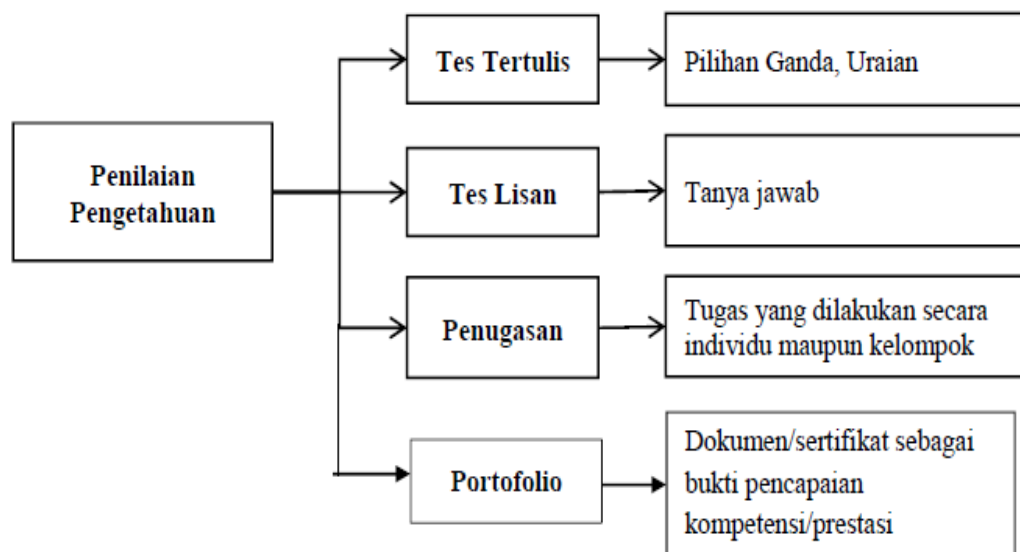 Penilaian
Pengetahuan
Tes Tertulis
Pilihan Ganda, Uraian
Tes Lisan
Tanya jawab
Penugasan
Tugas yang dilakukan secara
individu maupun kelompok
Portofolio
Dokumen/sertifikat sebagai
bukti pencapaian
kompetensi/prestasi